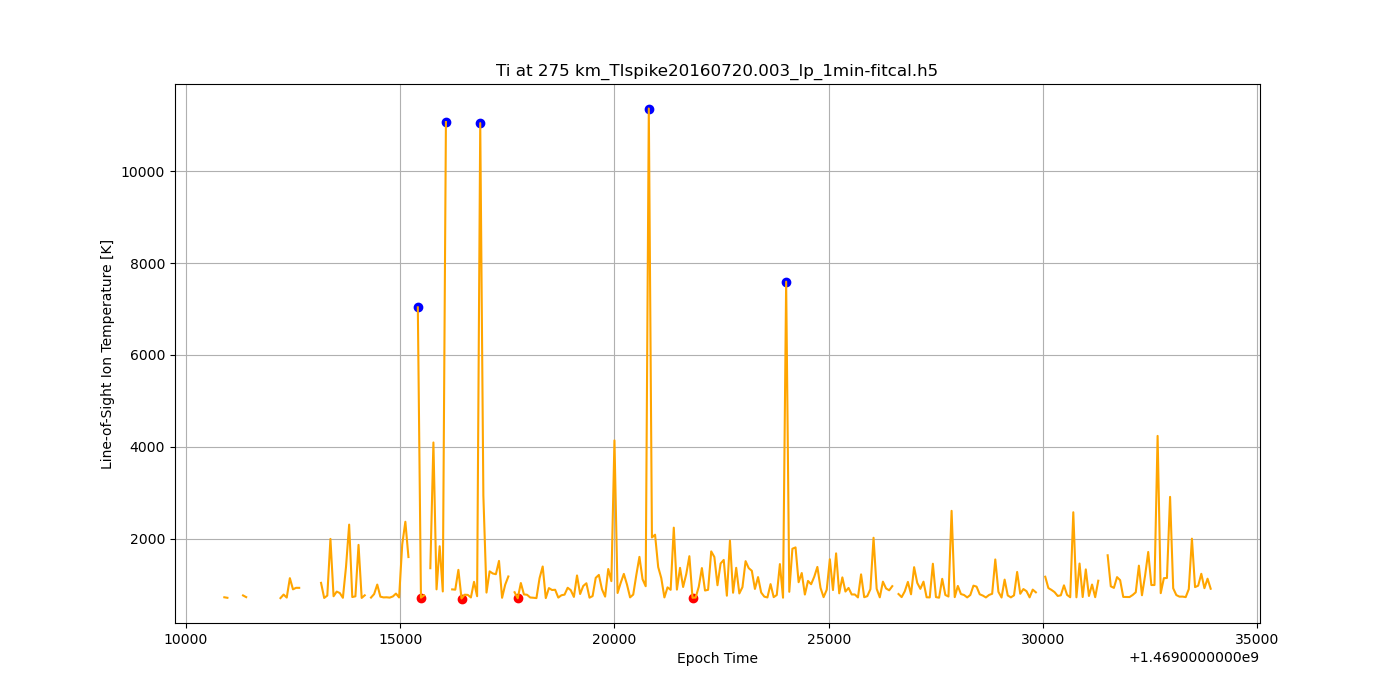 Ti at 275 km_TIspike20160720.003_lp_1min-fitcal.h5
Line-of-Sight Ion Temperature [K]
10000
8000
6000
4000
2000
10000 15000 20000 25000 30000 35000
Epoch Time
+1.4690000000e9